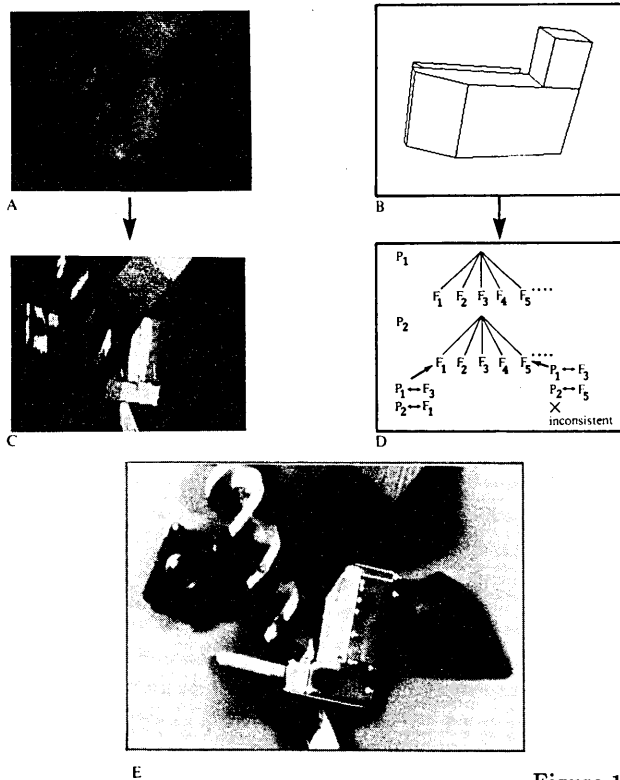 A
B
C
P1
F1 F2 F3 F4 F5 ....
P2
F1 F2 F3 F4 F5 ....
P1↔F3
P2↔F1
P1↔F3
P2↔F5
×
inconsistent
D
E
Figure 1